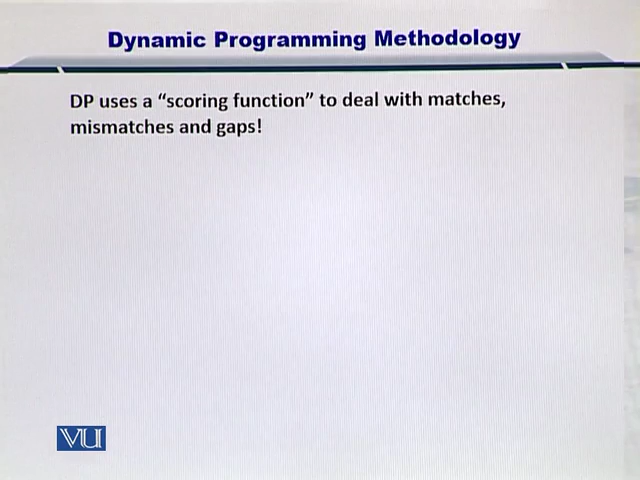 Dynamic Programming Methodology
DP uses a “scoring function” to deal with matches,
mismatches and gaps!
VU